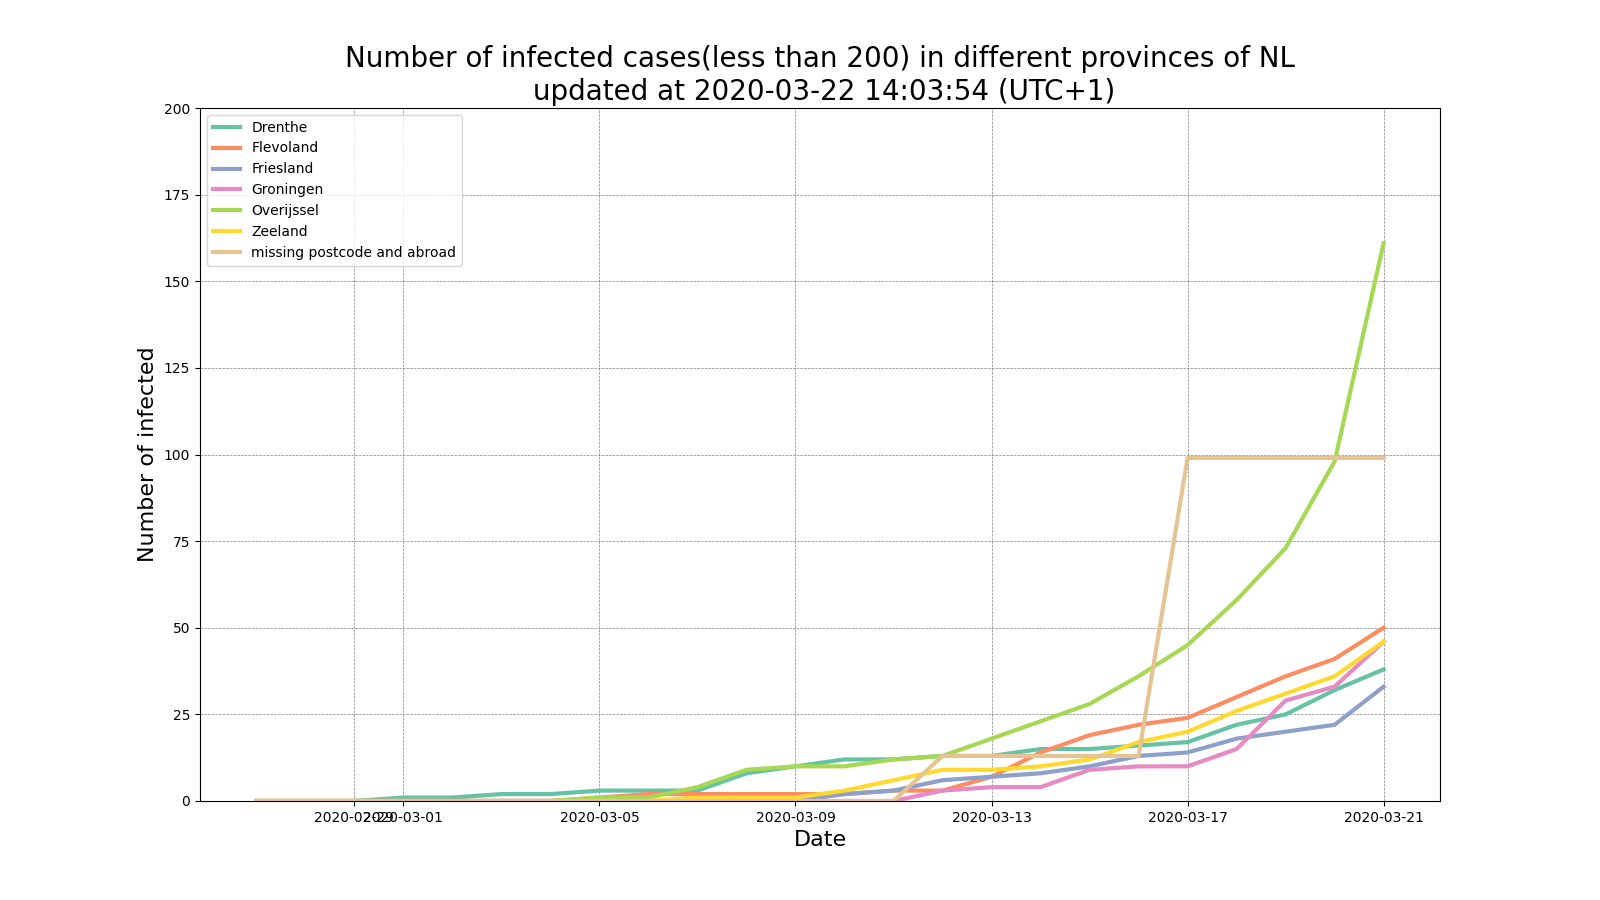 Number of infected cases(less than 200) in different provinces of NL
updated at 2020-03-22 14:03:54 (UTC+1)
Drenthe
Flevoland
Friesland
Groningen
Overijssel
Zeeland
missing postcode and abroad
200
175
150
125
100
75
50
25
0
Number of infected
2020-02-29 2020-03-01 2020-03-05 2020-03-09 2020-03-13 2020-03-17 2020-03-21
Date